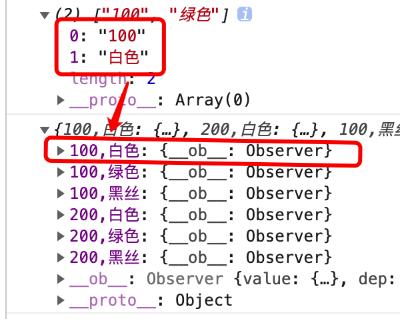 ▼ (2) ["100", "绿色"] i
0: "100"
1: "白色"
length: 2
▶ __proto__: Array(0)
▼ {100,白色: {…}, 200,白色: {…}, 100,黑丝
▶ 100,白色: {__ob__: Observer}
▶ 100,绿色: {__ob__: Observer}
▶ 100,黑丝: {__ob__: Observer}
▶ 200,白色: {__ob__: Observer}
▶ 200,绿色: {__ob__: Observer}
▶ 200,黑丝: {__ob__: Observer}
▶ __ob__: Observer {value: {…}, dep:
▶ __proto__: Object